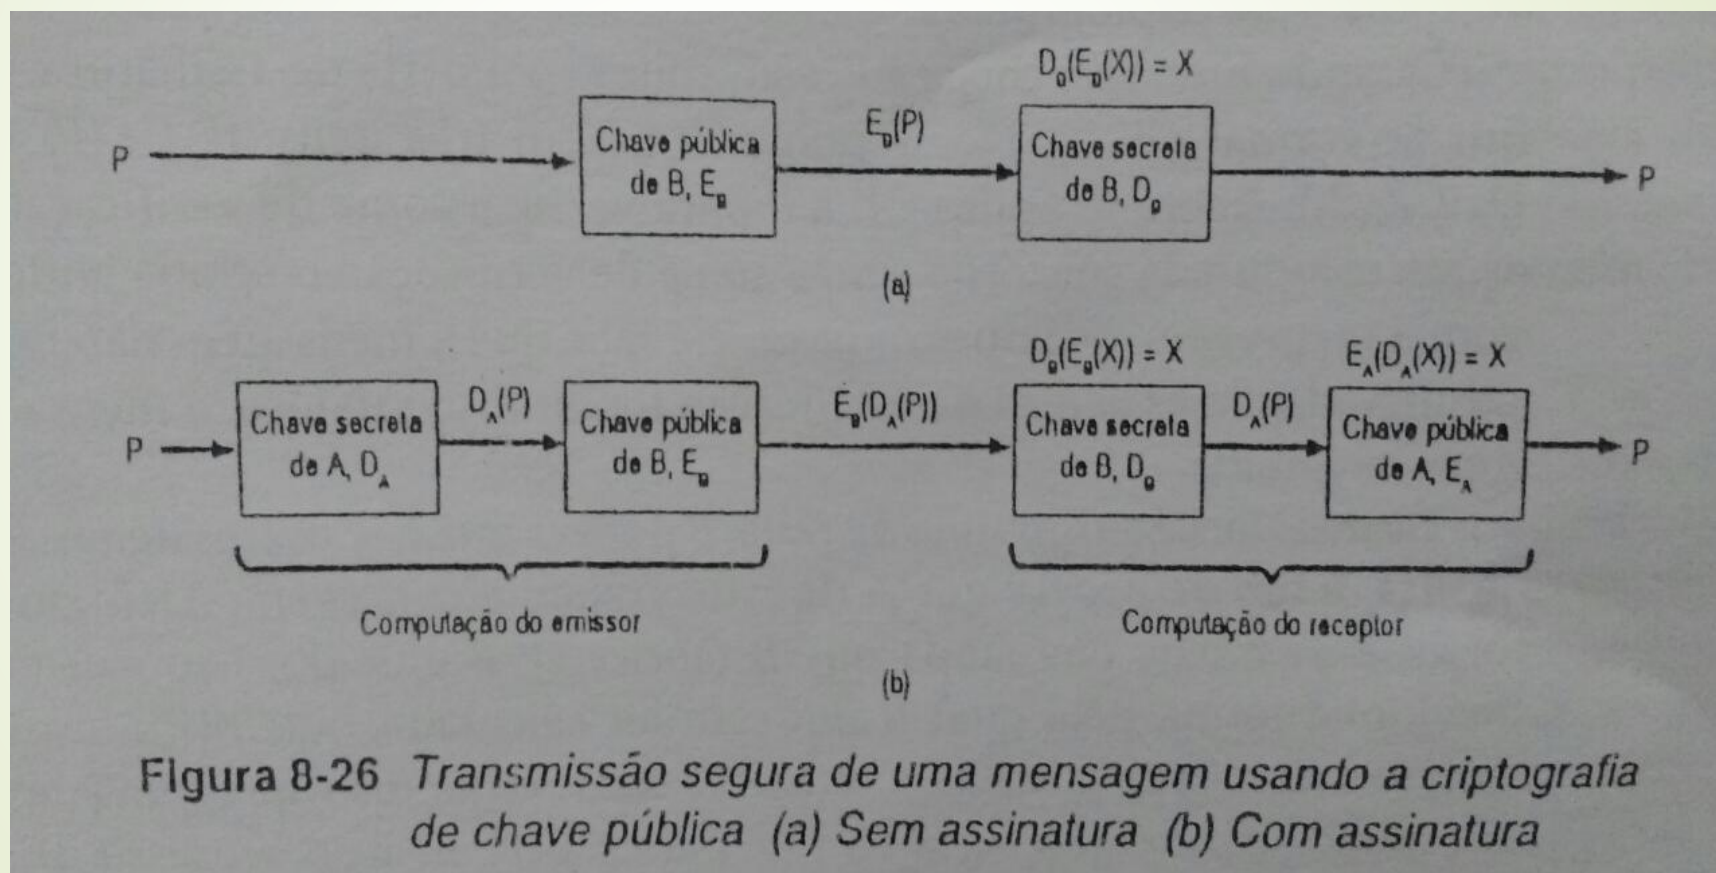 D_B(E_B(X)) = X
P
Chave pública
de B, E_B
E_B(P)
Chave secreta
de B, D_B
P
(a)
D_B(E_B(X)) = X
E_A(D_A(X)) = X
P
Chave secreta
de A, D_A
D_A(P)
Chave pública
de B, E_B
E_B(D_A(P))
Chave secreta
de B, D_B
D_A(P)
Chave pública
de A, E_A
P
Computação do emissor
Computação do receptor
(b)
Figura 8-26 Transmissão segura de uma mensagem usando a criptografia
de chave pública (a) Sem assinatura (b) Com assinatura